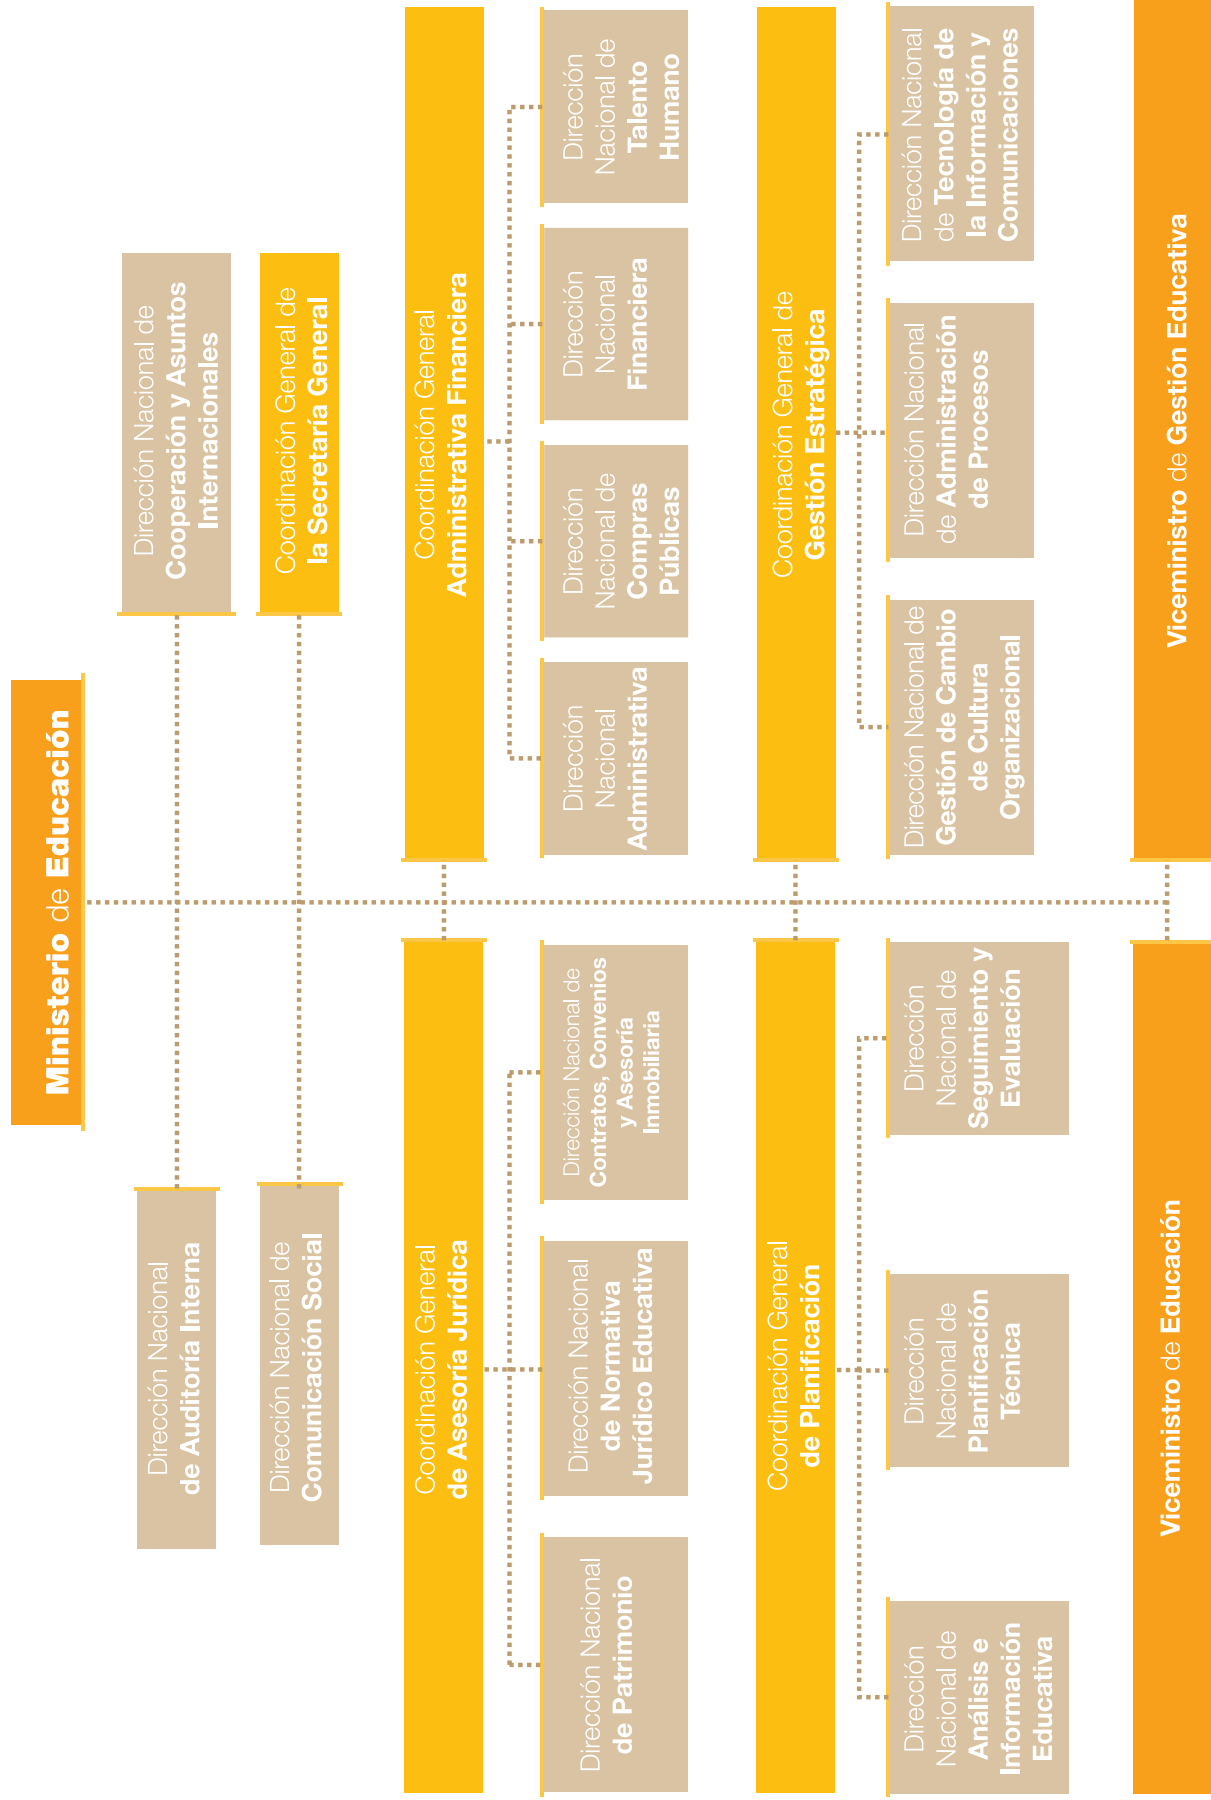 Ministerio de Educación
Dirección Nacional
de Auditoría Interna
Dirección Nacional de
Cooperación y Asuntos
Internacionales
Dirección Nacional de
Comunicación Social
Coordinación General de
la Secretaría General
Coordinación General
de Asesoría Jurídica
Coordinación General
Administrativa Financiera
Dirección Nacional
de Patrimonio
Dirección Nacional
de Normativa
Jurídico Educativa
Dirección Nacional de
Contratos, Convenios
y Asesoría
Inmobiliaria
Dirección
Nacional
Administrativa
Dirección
Nacional de
Compras
Públicas
Dirección
Nacional
Financiera
Dirección
Nacional de
Talento
Humano
Coordinación General
de Planificación
Coordinación General de
Gestión Estratégica
Dirección
Nacional de
Análisis e
Información
Educativa
Dirección
Nacional de
Planificación
Técnica
Dirección
Nacional de
Seguimiento y
Evaluación
Dirección Nacional de
Gestión de Cambio
de Cultura
Organizacional
Dirección Nacional
de Administración
de Procesos
Dirección Nacional
de Tecnología de
la Información y
Comunicaciones
Viceministro de Educación
Viceministro de Gestión Educativa